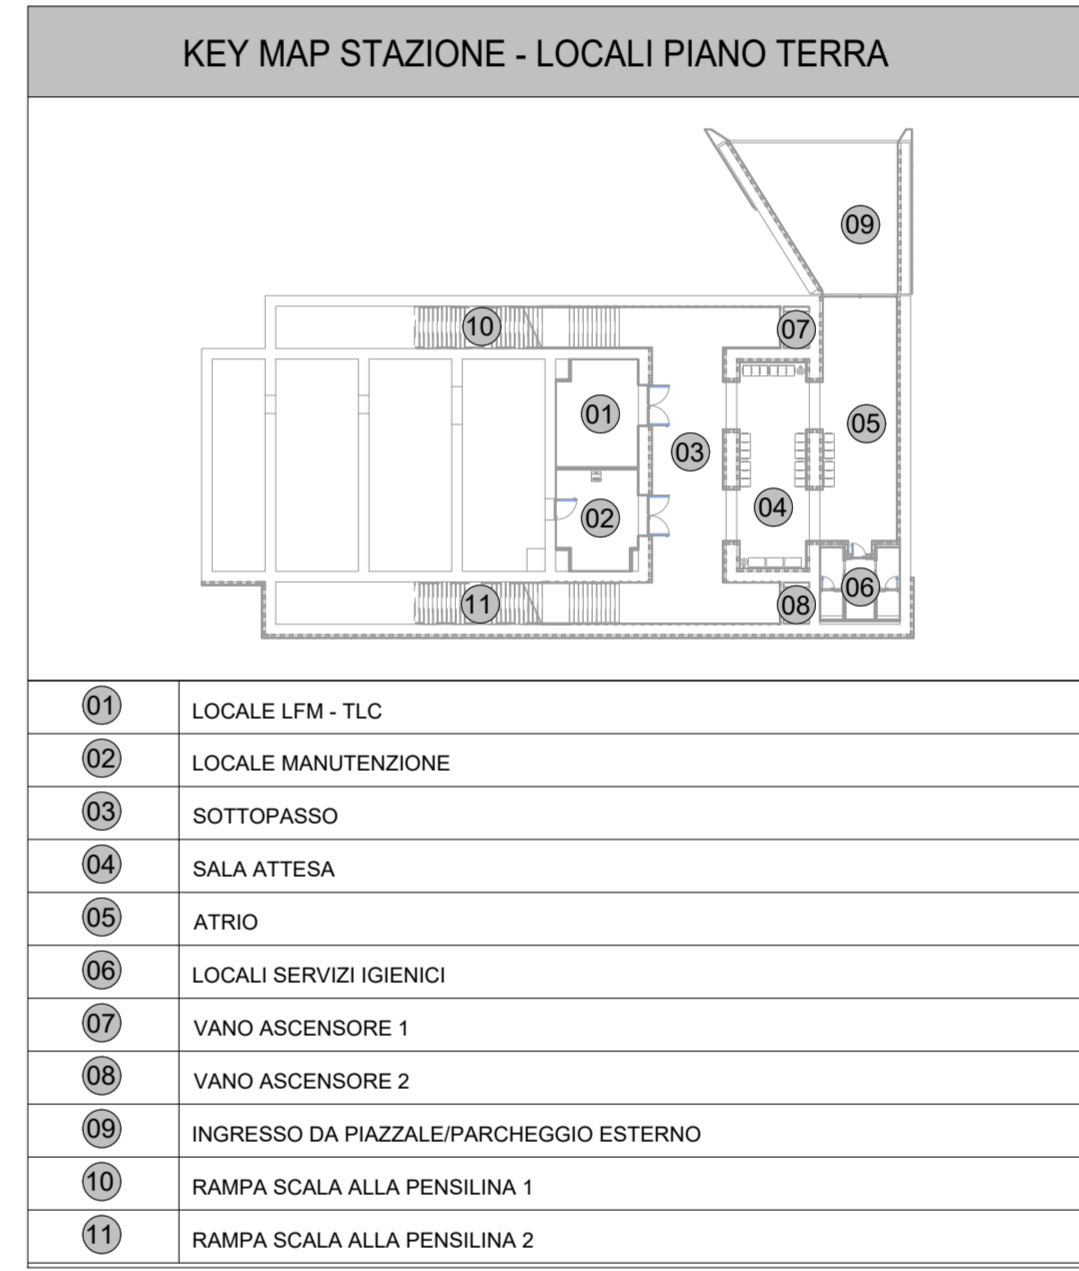 KEY MAP STAZIONE - LOCALI PIANO TERRA
09
10
07
01
05
03
04
02
06
11
08
01 LOCALE LFM - TLC
02 LOCALE MANUTENZIONE
03 SOTTOPASSO
04 SALA ATTESA
05 ATRIO
06 LOCALI SERVIZI IGIENICI
07 VANO ASCENSORE 1
08 VANO ASCENSORE 2
09 INGRESSO DA PIAZZALE/PARCHEGGIO ESTERNO
10 RAMPA SCALA ALLA PENSILINA 1
11 RAMPA SCALA ALLA PENSILINA 2